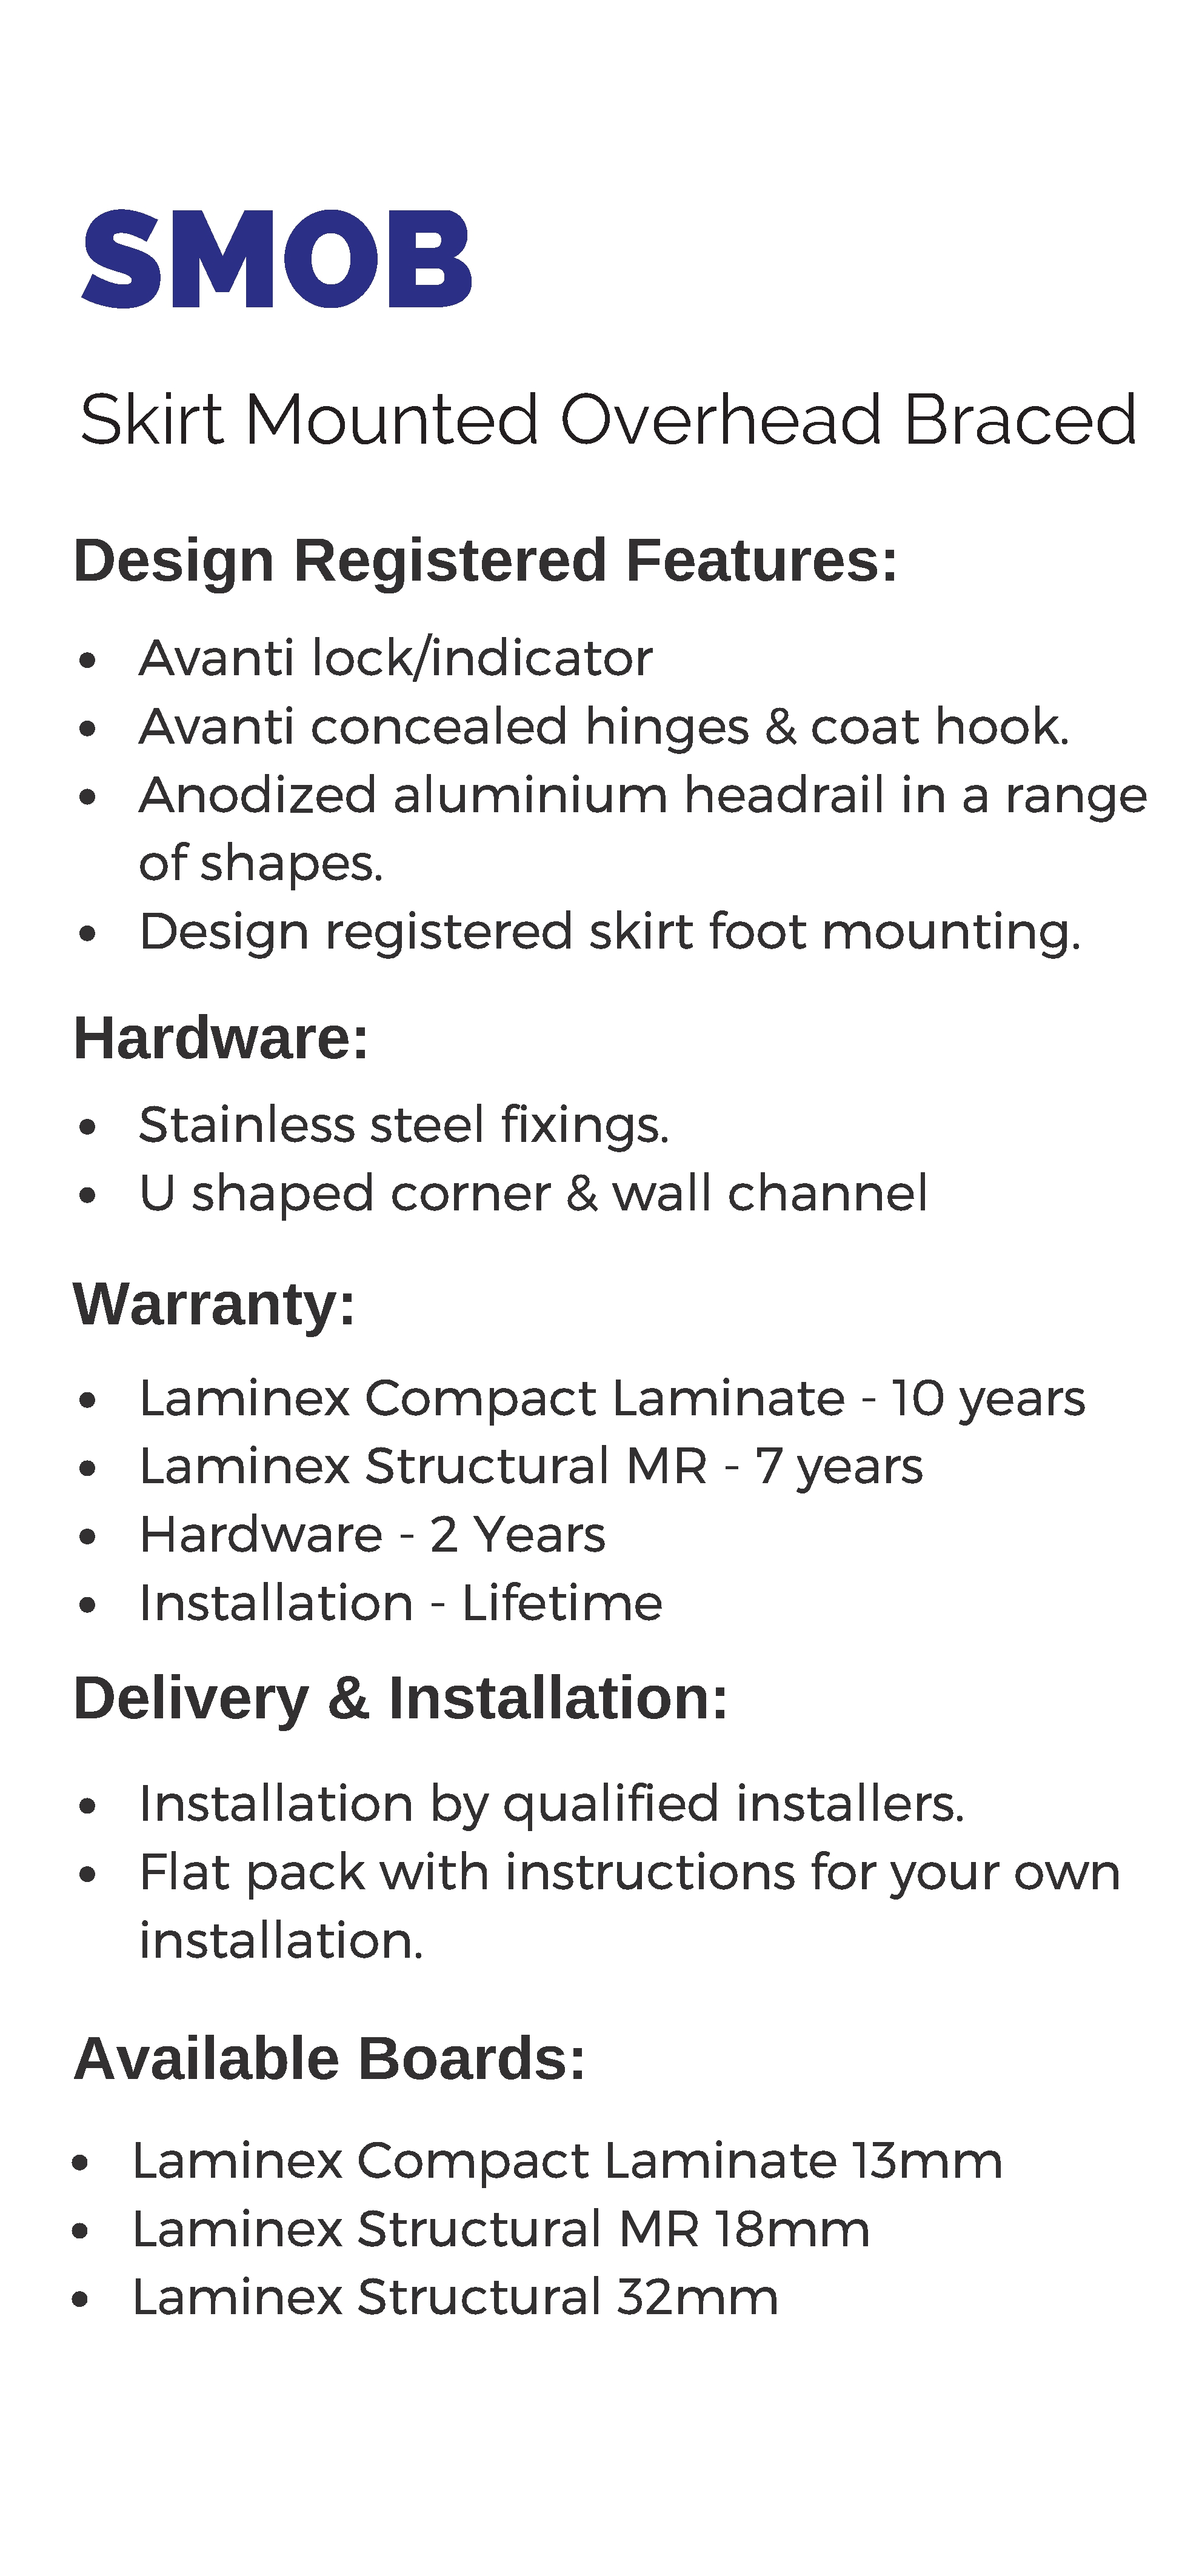 SMOB
Skirt Mounted Overhead Braced
Design Registered Features:
• Avanti lock/indicator
• Avanti concealed hinges & coat hook.
• Anodized aluminium headrail in a range
of shapes.
• Design registered skirt foot mounting.
Hardware:
• Stainless steel fixings.
• U shaped corner & wall channel
Warranty:
• Laminex Compact Laminate - 10 years
• Laminex Structural MR - 7 years
• Hardware - 2 Years
• Installation - Lifetime
Delivery & Installation:
• Installation by qualified installers.
• Flat pack with instructions for your own
installation.
Available Boards:
• Laminex Compact Laminate 13mm
• Laminex Structural MR 18mm
• Laminex Structural 32mm